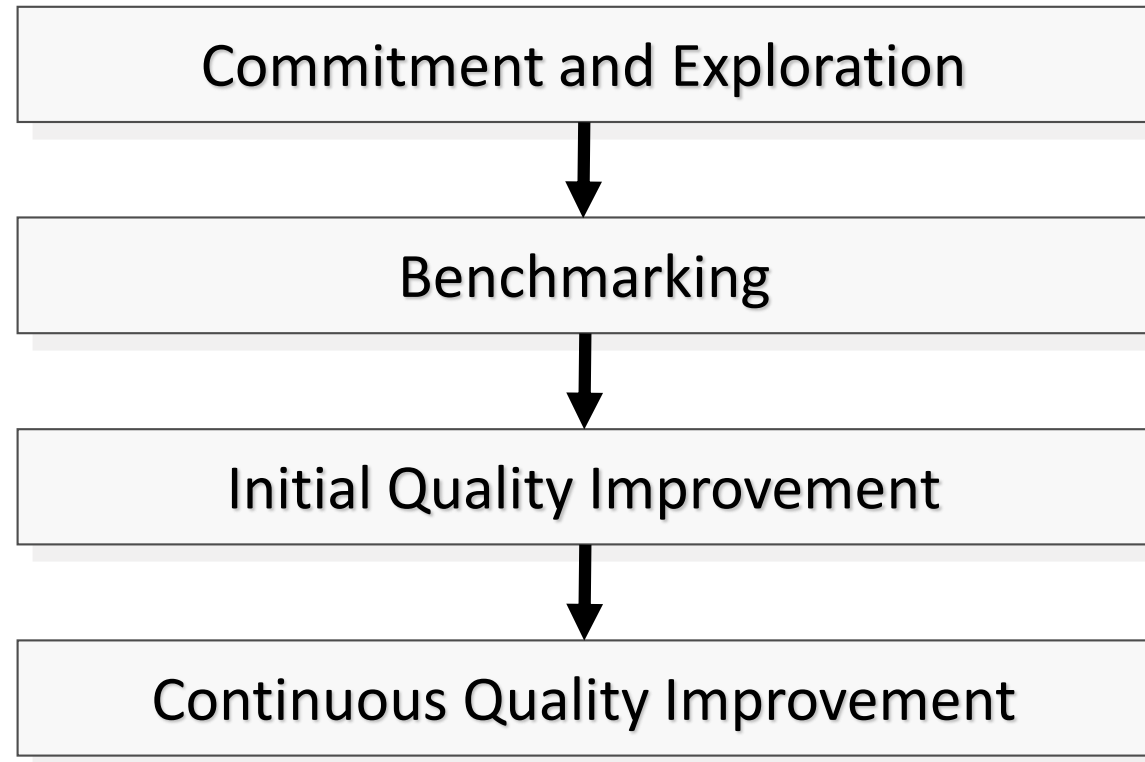 Commitment and Exploration
Benchmarking
Initial Quality Improvement
Continuous Quality Improvement